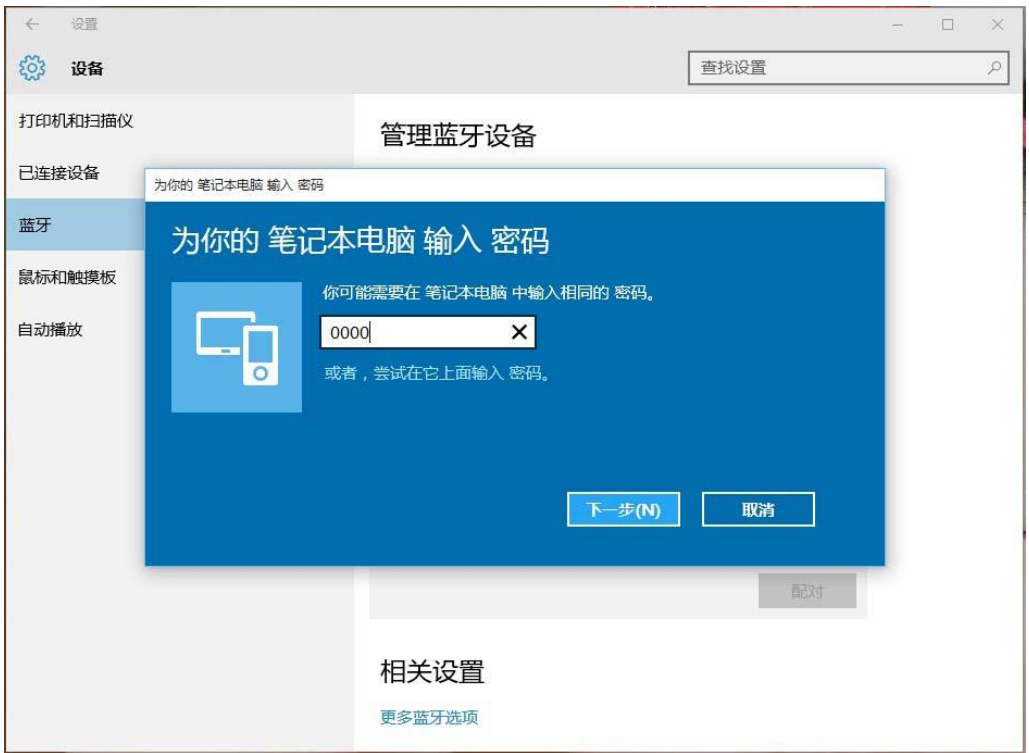 设置
设备
查找设置
打印机和扫描仪
管理蓝牙设备
已连接设备
为你的 笔记本电脑 输入 密码
蓝牙
为你的 笔记本电脑 输入 密码
鼠标和触摸板
你可能需要在 笔记本电脑 中输入相同的 密码。
自动播放
0000
或者，尝试在它上面输入 密码。
下一步(N)
取消
配对
相关设置
更多蓝牙选项